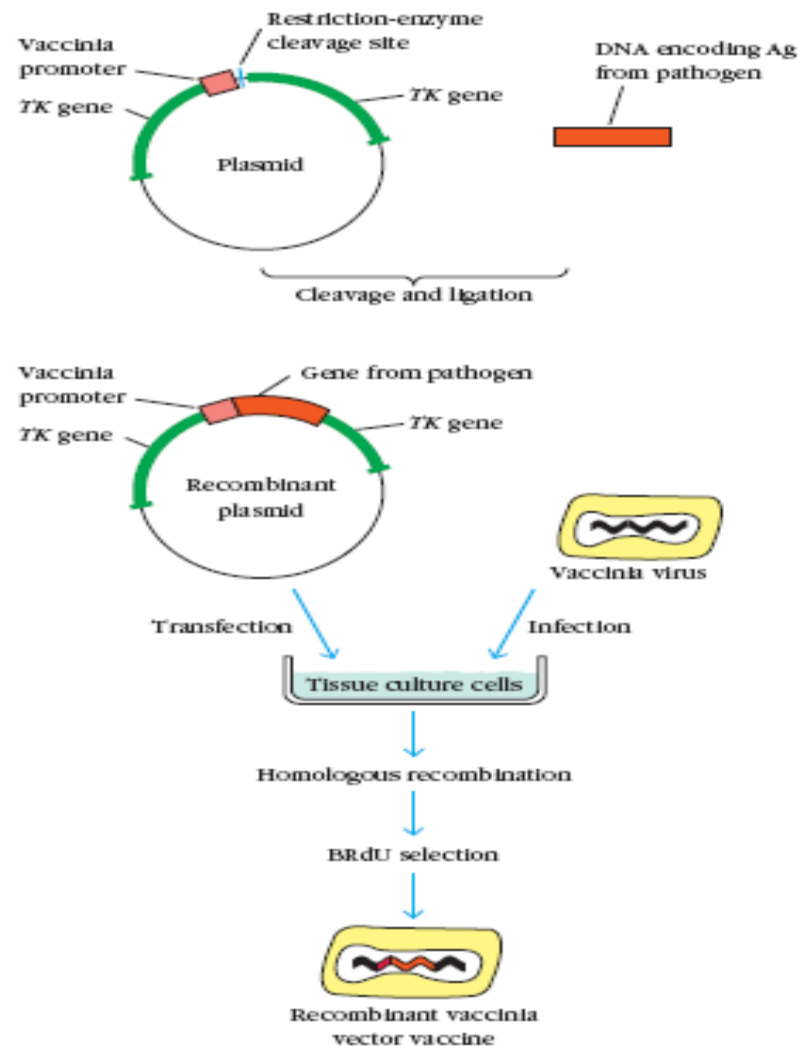 Restriction-enzyme
cleavage site
Vaccinia
promoter
TK gene
TK gene
DNA encoding Ag
from pathogen
Plasmid
Cleavage and ligation
Vaccinia
promoter
Gene from pathogen
TK gene
TK gene
Recombinant
plasmid
Vaccinia virus
Transfection
Infection
Tissue culture cells
Homologous recombination
BRdU selection
Recombinant vaccinia
vector vaccine